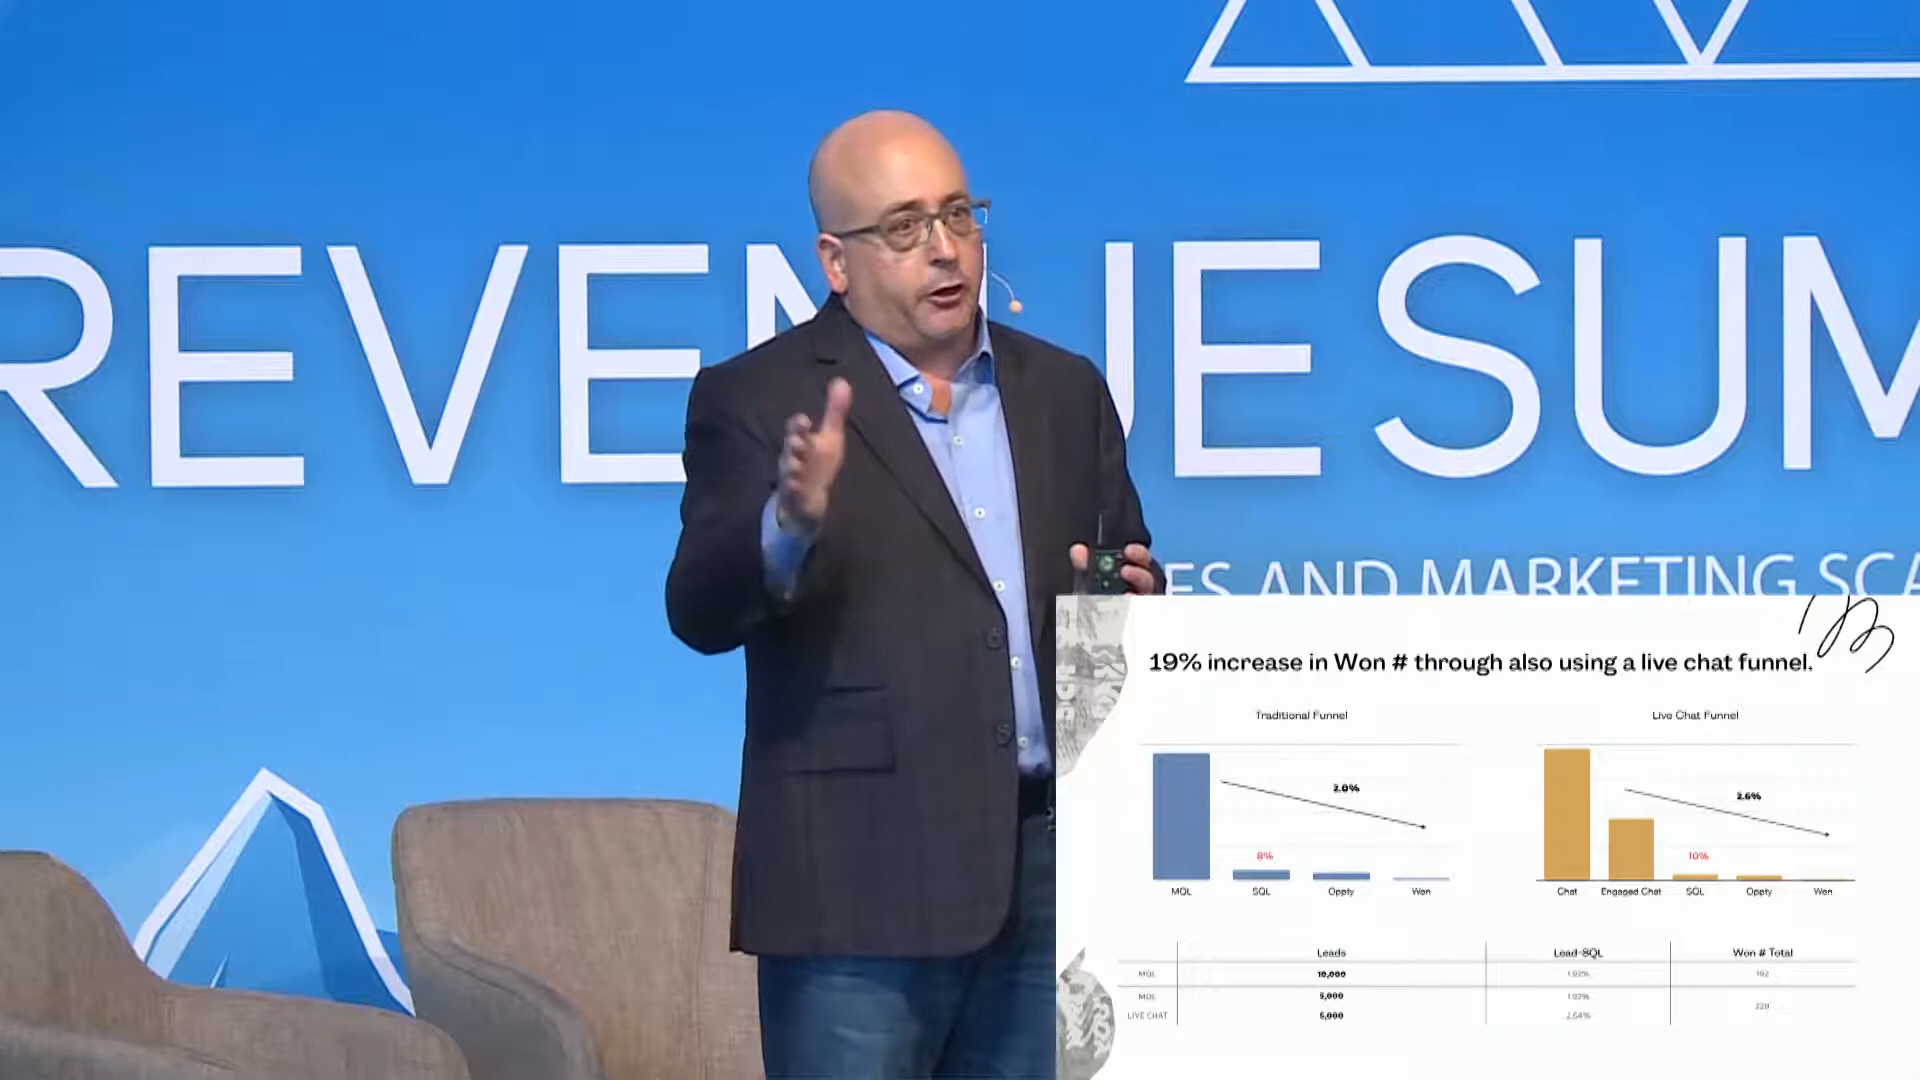 REVENUE SUM
ES AND MARKETING SCA
19% increase in Won # through also using a live chat funnel.
Traditional Funnel
Live Chat Funnel
2.0%
2.6%
8%
10%
MQL SQL Oppty Won
Chat Engaged Chat SQL Oppty Won
Leads Lead-SQL Won # Total
MQL 10,000 1.92% 192
MQL 5,000 1.92%
228
LIVE CHAT 5,000 2.64%